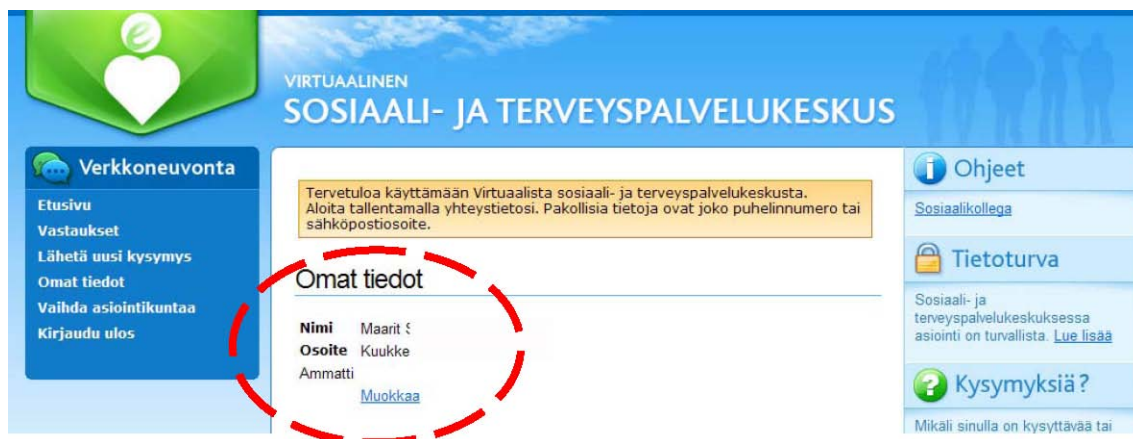 VIRTUAALINEN
SOSIAALI- JA TERVEYSPALVELUKESKUS
Verkkoneuvonta
Etusivu
Vastaukset
Lähetä uusi kysymys
Omat tiedot
Vaihda asiointikuntaa
Kirjaudu ulos
Tervetuloa käyttämään Virtuaalista sosiaali- ja terveyspalvelukeskusta.
Aloita tallentamalla yhteystietosi. Pakollisia tietoja ovat joko puhelinnumero tai
sähköpostiosoite.
Omat tiedot
Nimi Maarit
Osoite Kuukke
Ammatti
Muokkaa
Ohjeet
Sosiaalikollega
Tietoturva
Sosiaali- ja
terveyspalvelukeskuksessa
asiointi on turvallista. Lue lisää
Kysymyksiä?
Mikäli sinulla on kysyttävää tai